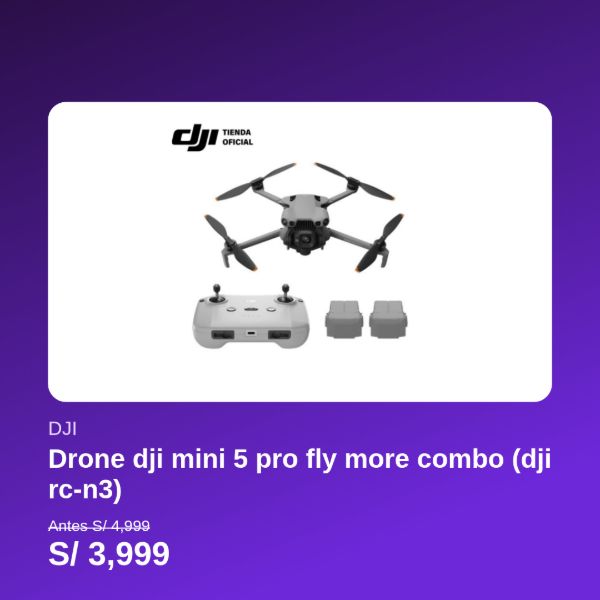 dji TIENDA
OFICIAL
DJI
Drone dji mini 5 pro fly more combo (dji
rc-n3)
Antes S/ 4,999
S/ 3,999